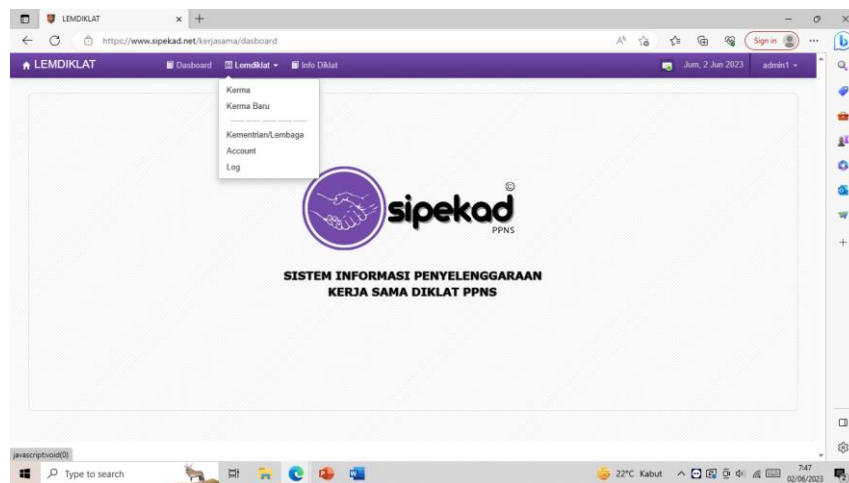 LEMDIKLAT
https://www.sipekad.net/kerjasama/dasboard
Sign in
LEMDIKLAT
Dasboard
Lemdiklat
Info Diklat
Jum, 2 Jun 2023
admin1
Kerma
Kerma Baru
Kementrian/Lembaga
Account
Log
©
sipekad
PPNS
SISTEM INFORMASI PENYELENGGARAAN
KERJA SAMA DIKLAT PPNS
javascript:void(0)
Type to search
22°C Kabut
7:47
02/06/2023